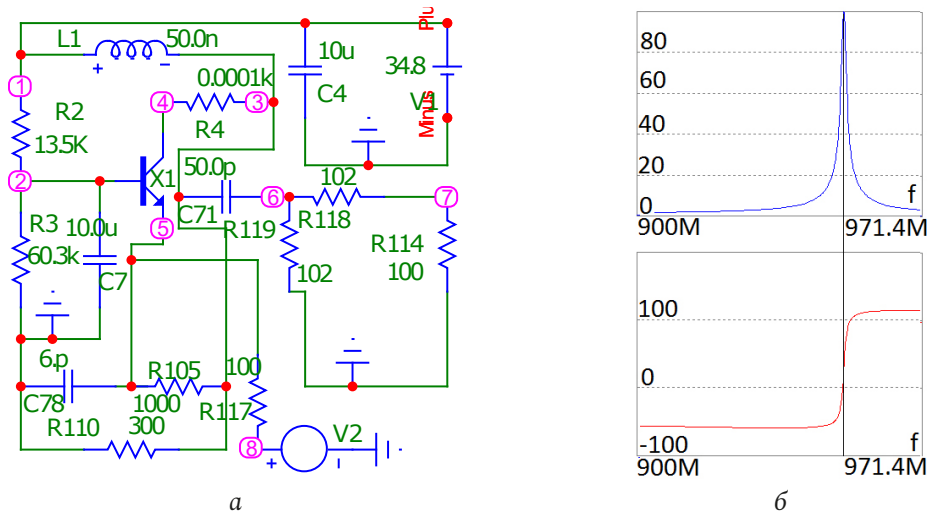 L1
50.0n
Plu
10u
C4
34.8
V1
Minus
0.0001k
1
4
3
R4
R2
13.5K
2
X1
50.0p
102
6
7
C71
R118
5
R3
10.0u
R119
R114
60.3k
C7
102
100
6.p
R105
100
C78
1000
R117
R110
300
8
V2
+
-
а
80
60
40
20
0
f
900M
971.4M
100
0
-100
f
900M
971.4M
б